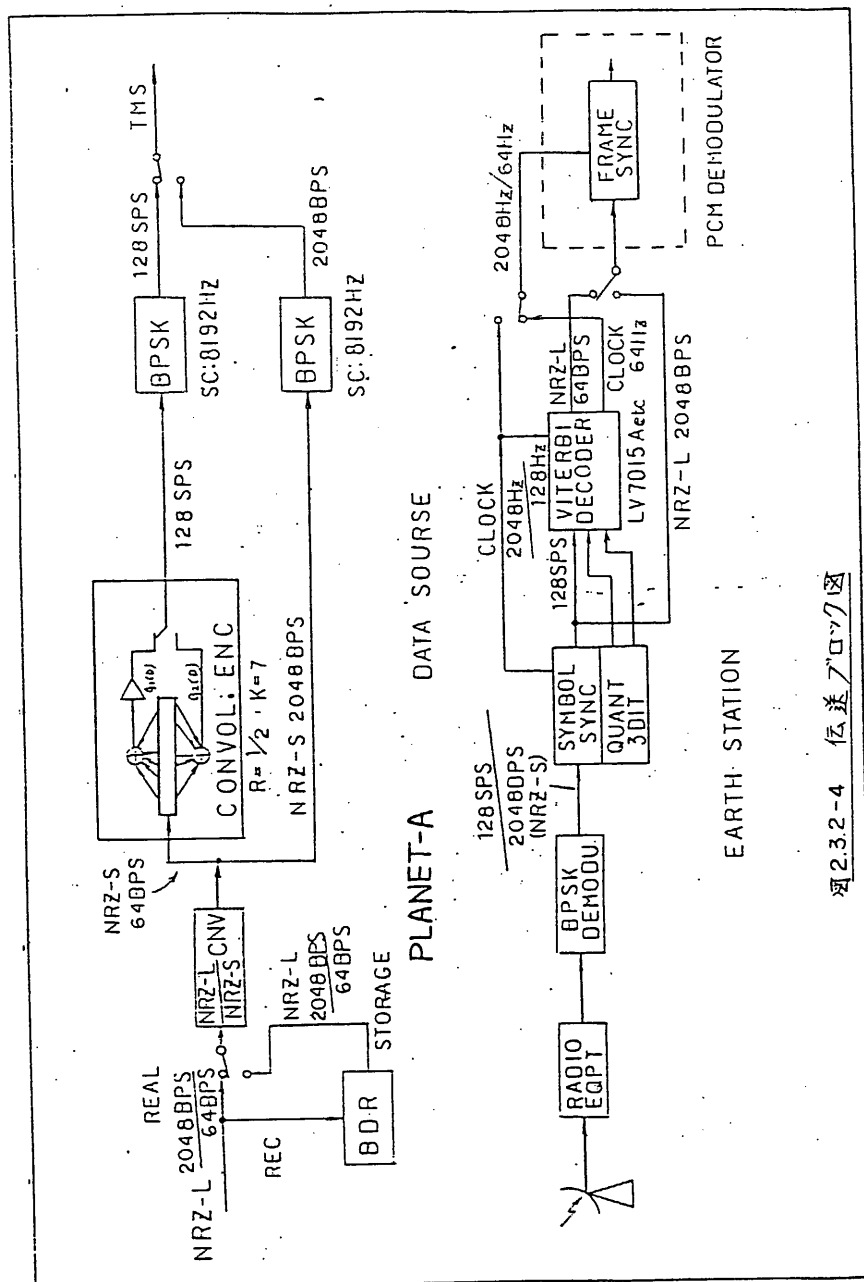 REAL
NRZ-L 2048BPS
64BPS
REC
BDR
STORAGE
NRZ-L
2048BPS
64BPS
NRZ-L
NRZ-S
CNV
NRZ-S
64BPS
g1(D)
g2(D)
CONVOL: ENC
R=1/2 , K=7
NRZ-S 2048BPS
128 SPS
BPSK
SC:8192HZ
128SPS
BPSK
SC:8192HZ
2048BPS
TMS
PLANET-A DATA SOURSE
RADIO
EQPT
BPSK
DEMODU.
128SPS
2048BPS
(NRZ-S)
SYMBOL
SYNC
QUANT
3BIT
CLOCK
2048Hz
128Hz
128SPS
VITERBI
DECODER
LV7015Aetc
NRZ-L
64BPS
CLOCK
64Hz
NRZ-L 2048BPS
2048Hz/64Hz
FRAME
SYNC
PCM DEMODULATOR
EARTH STATION
図2.3.2-4 伝送ブロック図